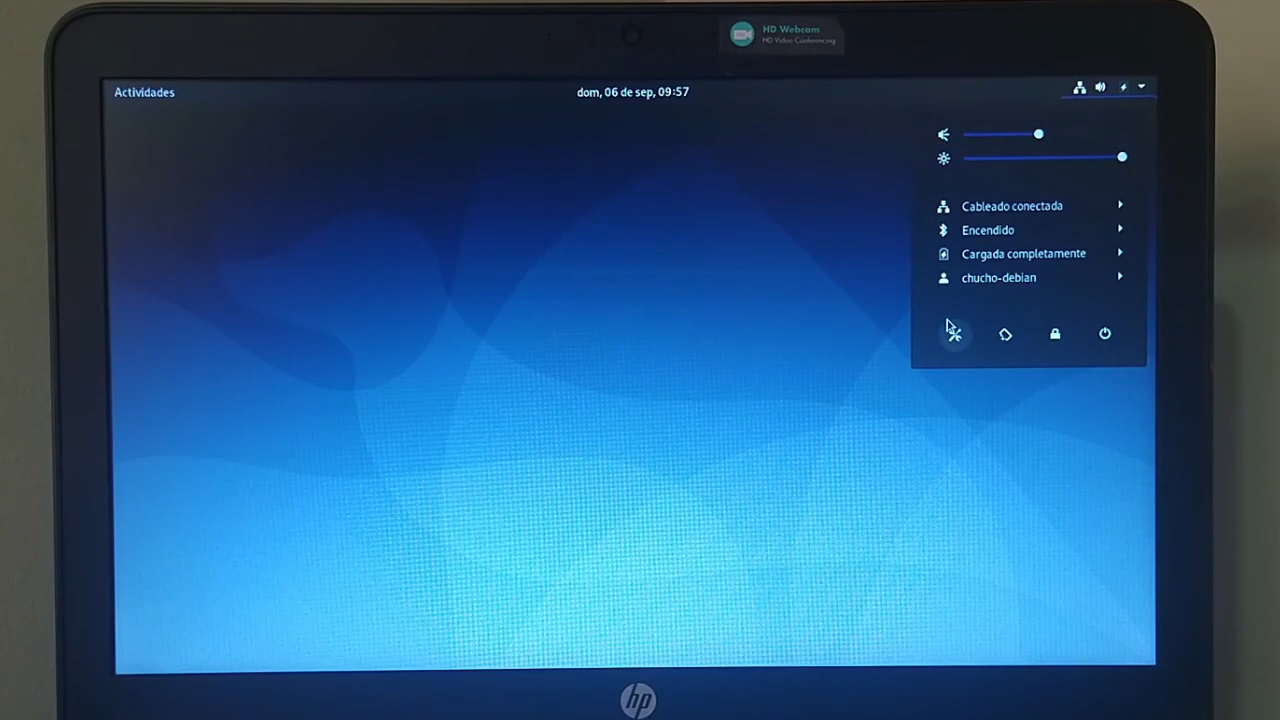 HD Webcam
HD Video Conferencing
Actividades
dom, 06 de sep, 09:57
Cableado conectada
Encendido
Cargada completamente
chucho-debian
hp